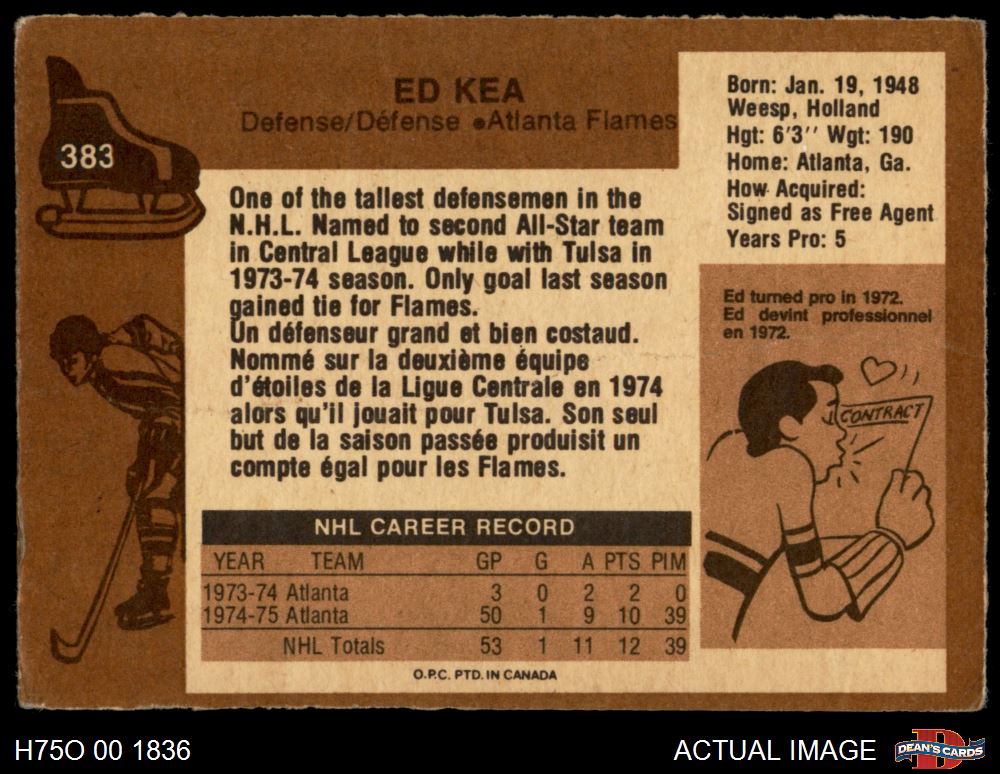 383
ED KEA
Defense/Défense •Atlanta Flames
Born: Jan. 19, 1948
Weesp, Holland
Hgt: 6'3'' Wgt: 190
Home: Atlanta, Ga.
How Acquired:
Signed as Free Agent
Years Pro: 5
One of the tallest defensemen in the
N.H.L. Named to second All-Star team
in Central League while with Tulsa in
1973-74 season. Only goal last season
gained tie for Flames.
Un défenseur grand et bien costaud.
Nommé sur la deuxième équipe
d'étoiles de la Ligue Centrale en 1974
alors qu'il jouait pour Tulsa. Son seul
but de la saison passée produisit un
compte égal pour les Flames.
Ed turned pro in 1972.
Ed devint professionnel
en 1972.
CONTRACT
NHL CAREER RECORD
YEAR TEAM GP G A PTS PIM
1973-74 Atlanta 3 0 2 2 0
1974-75 Atlanta 50 1 9 10 39
NHL Totals 53 1 11 12 39
O.P.C. PTD. IN CANADA
H75O 00 1836
ACTUAL IMAGE
D
DEAN'S CARDS